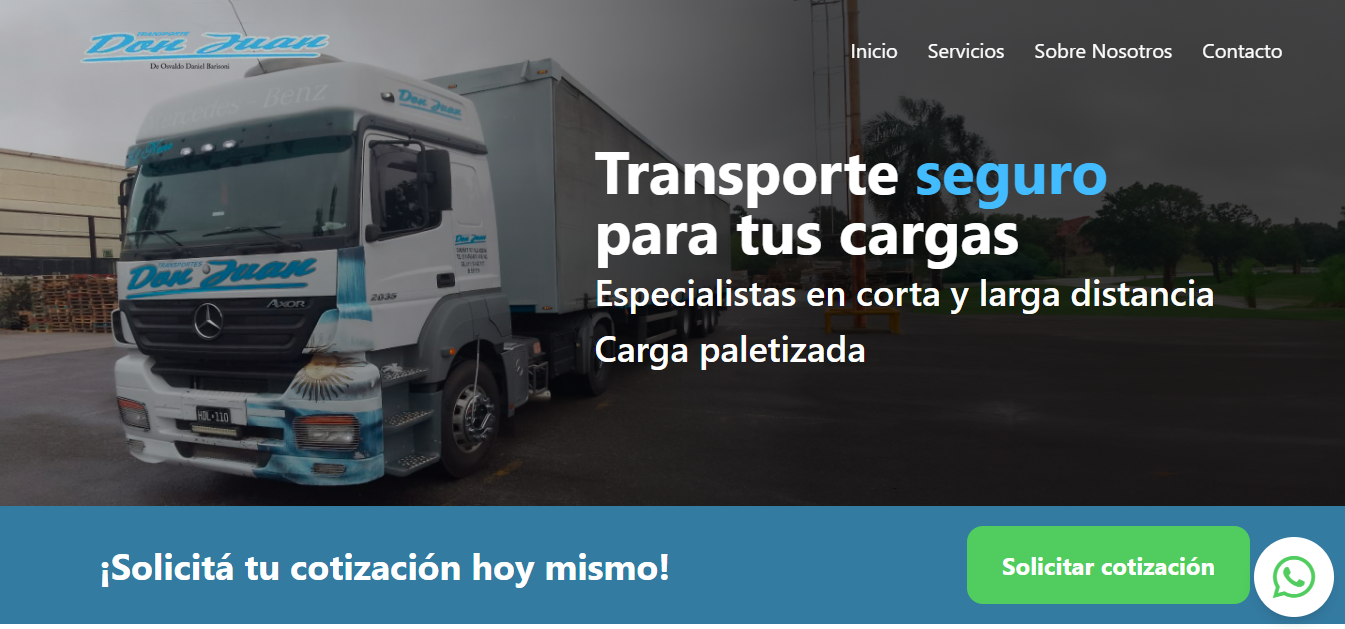 TRANSPORTE
Don Juan
De Osvaldo Daniel Barisoni
Inicio
Servicios
Sobre Nosotros
Contacto
Mercedes - Benz
Don Juan
Transporte seguro
para tus cargas
Especialistas en corta y larga distancia
Carga paletizada
Don Juan
TRANSPORTES
Don Juan
AXOR
2035
HDL 110
¡Solicitá tu cotización hoy mismo!
Solicitar cotización